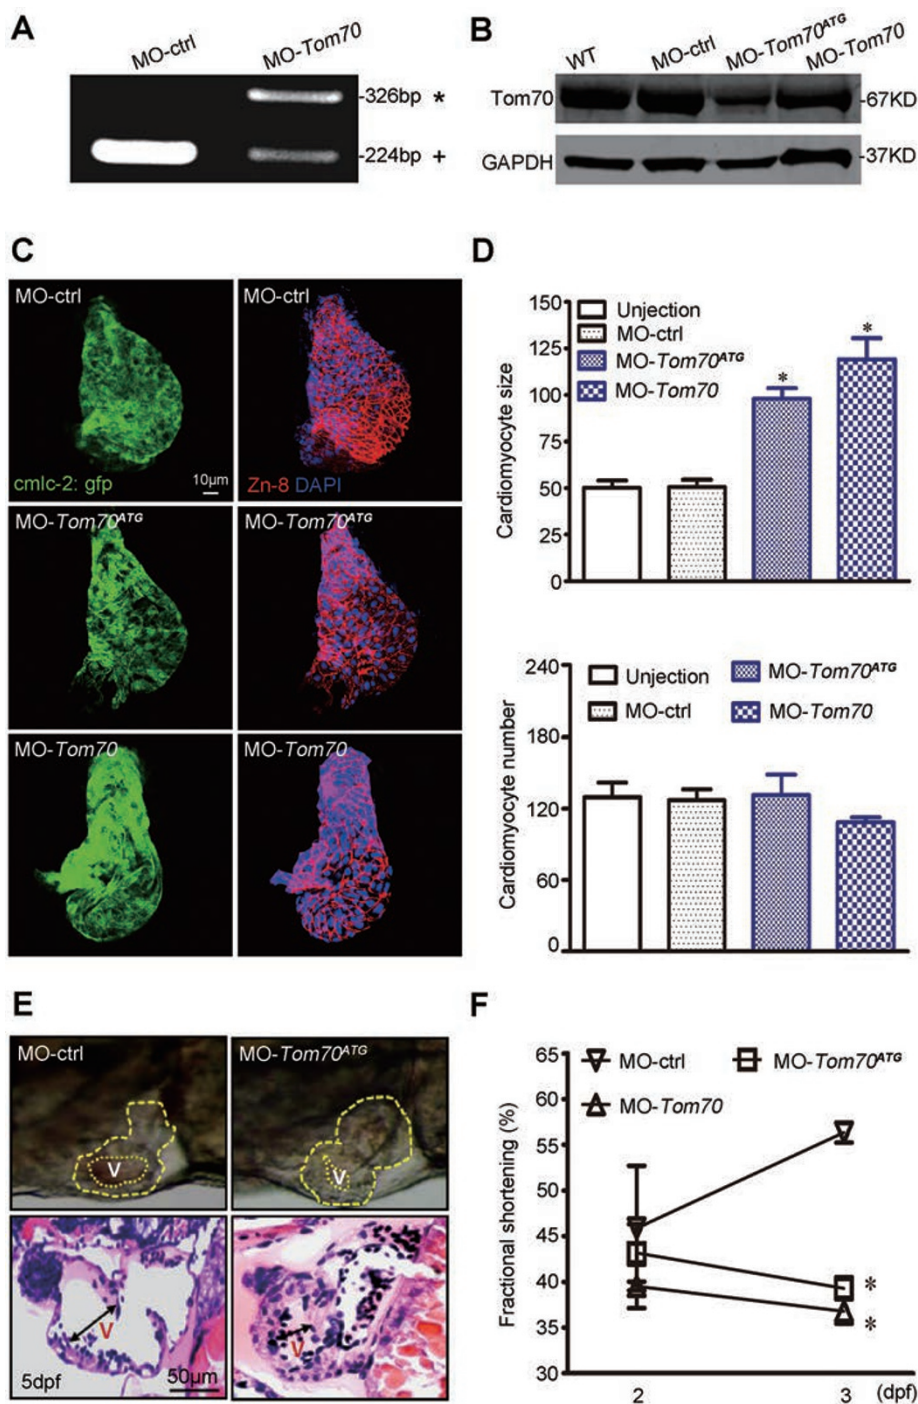 A
MO-ctrl
MO-Tom70
-326bp *
-224bp +
B
WT
MO-ctrl
MO-Tom70ATG
MO-Tom70
Tom70
-67KD
GAPDH
-37KD
C
MO-ctrl
MO-ctrl
cmlc-2: gfp
10μm
Zn-8 DAPI
MO-Tom70ATG
MO-Tom70ATG
MO-Tom70
MO-Tom70
D
Cardiomyocyte size
150
125
100
75
50
25
0
Unjection
MO-ctrl
MO-Tom70ATG
MO-Tom70
*
*
Cardiomyocyte number
240
180
120
60
0
Unjection
MO-ctrl
MO-Tom70ATG
MO-Tom70
E
MO-ctrl
MO-Tom70ATG
V
V
V
V
5dpf
50μm
F
Fractional shortening (%)
65
60
55
50
45
40
35
30
MO-ctrl
MO-Tom70ATG
MO-Tom70
*
*
2
3
(dpf)